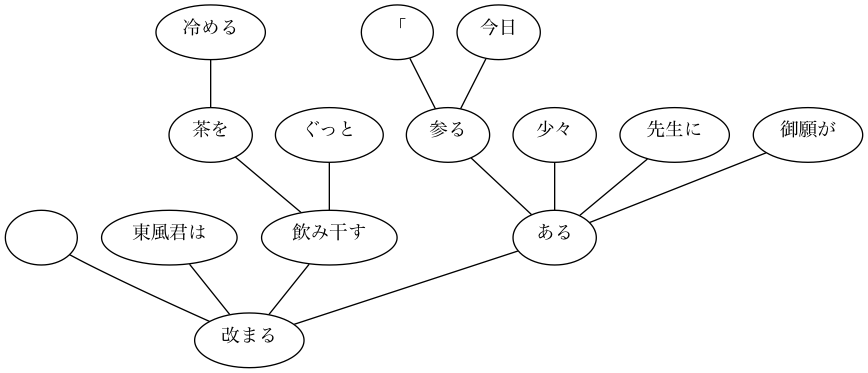 冷める
「
今日
茶を
ぐっと
参る
少々
先生に
御願が
東風君は
飲み干す
ある
改まる